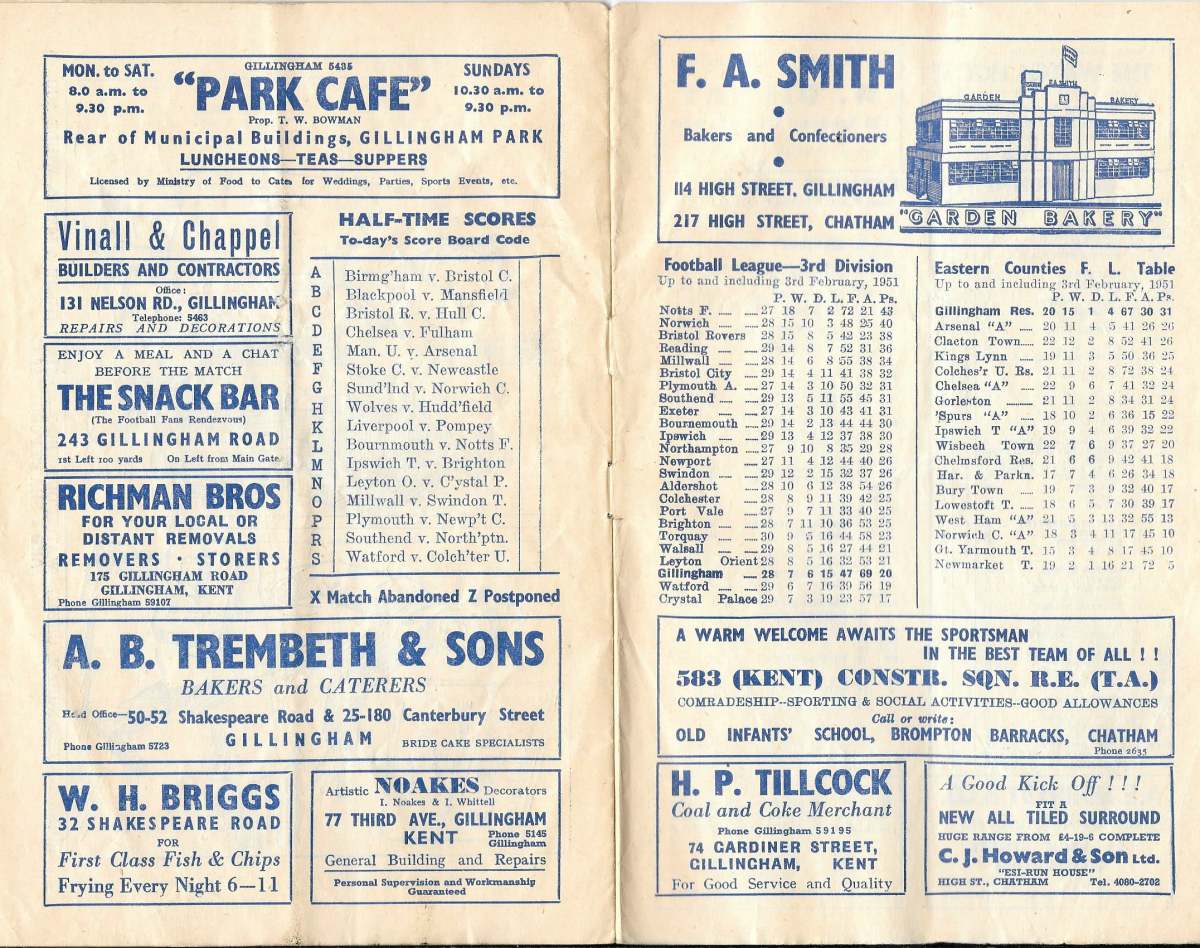 MON. to SAT.
8.0 a.m. to
9.30 p.m.
GILLINGHAM 5435
"PARK CAFE"
Prop. T. W. BOWMAN
SUNDAYS
10.30 a.m. to
9.30 p.m.
Rear of Municipal Buildings, GILLINGHAM PARK
LUNCHEONS—TEAS—SUPPERS
Licensed by Ministry of Food to Cater for Weddings, Parties, Sports Events, etc.
Vinall & Chappel
BUILDERS AND CONTRACTORS
Office:
131 NELSON RD., GILLINGHAM
Telephone: 5463
REPAIRS AND DECORATIONS
ENJOY A MEAL AND A CHAT
BEFORE THE MATCH
THE SNACK BAR
(The Football Fans Rendezvous)
243 GILLINGHAM ROAD
1st Left 100 yards On Left from Main Gate
RICHMAN BROS
FOR YOUR LOCAL OR
DISTANT REMOVALS
REMOVERS · STORERS
175 GILLINGHAM ROAD
GILLINGHAM, KENT
Phone Gillingham 59107
HALF-TIME SCORES
To-day's Score Board Code
A Birmg'ham v. Bristol C.
B Blackpool v. Mansfield
C Bristol R. v. Hull C.
D Chelsea v. Fulham
E Man. U. v. Arsenal
F Stoke C. v. Newcastle
G Sund'lnd v. Norwich C.
H Wolves v. Hudd'field
K Liverpool v. Pompey
L Bournmouth v. Notts F.
M Ipswich T. v. Brighton
N Leyton O. v. C'ystal P.
O Millwall v. Swindon T.
P Plymouth v. Newp't C.
R Southend v. North'ptn.
S Watford v. Colch'ter U.
X Match Abandoned Z Postponed
A. B. TREMBETH & SONS
BAKERS and CATERERS
Head Office—50-52 Shakespeare Road & 25-180 Canterbury Street
Phone Gillingham 5723 GILLINGHAM BRIDE CAKE SPECIALISTS
W. H. BRIGGS
32 SHAKESPEARE ROAD
FOR
First Class Fish & Chips
Frying Every Night 6—11
Artistic NOAKES Decorators
I. Noakes & I. Whittell
77 THIRD AVE., GILLINGHAM
KENT Phone 5145
Gillingham
General Building and Repairs
Personal Supervision and Workmanship
Guaranteed
F. A. SMITH
Bakers and Confectioners
114 HIGH STREET. GILLINGHAM
217 HIGH STREET, CHATHAM
F.A. SMITH
GARDEN BAKERY
"GARDEN BAKERY"
Football League—3rd Division
Up to and including 3rd February, 1951
P. W. D. L. F. A. Ps.
Notts F. 27 18 7 2 72 21 43
Norwich 28 15 10 3 48 25 40
Bristol Rovers 28 15 8 5 42 23 38
Reading 29 14 8 7 52 31 36
Millwall 28 14 6 8 55 38 34
Bristol City 29 14 4 11 41 38 32
Plymouth A. 27 14 3 10 50 32 31
Southend 29 13 5 11 55 45 31
Exeter 27 14 3 10 43 41 31
Bournemouth 29 14 2 13 44 44 30
Ipswich 29 13 4 12 37 38 30
Northampton 27 9 10 8 35 29 28
Newport 27 11 4 12 44 40 26
Swindon 29 12 2 15 32 37 26
Aldershot 28 10 6 12 38 54 26
Colchester 28 8 9 11 39 42 25
Port Vale 27 9 7 11 33 40 25
Brighton 28 7 11 10 36 53 25
Torquay 30 9 5 16 44 58 23
Walsall 29 8 5 16 27 44 21
Leyton Orient 28 8 5 16 32 53 21
Gillingham 28 7 6 15 47 69 20
Watford 29 6 7 16 39 56 19
Crystal Palace 29 7 3 19 23 57 17
Eastern Counties F. L. Table
Up to and including 3rd February, 1951
P. W. D. L. F. A. Ps.
Gillingham Res. 20 15 1 4 67 30 31
Arsenal "A" 20 11 4 5 41 26 26
Clacton Town 22 12 2 8 52 41 26
Kings Lynn 19 11 3 5 50 36 25
Colches'r U. Rs. 21 11 2 8 72 38 24
Chelsea "A" 22 9 6 7 41 32 24
Gorleston 21 11 2 8 34 31 24
'Spurs "A" 18 10 2 6 36 15 22
Ipswich T "A" 19 9 4 6 39 32 22
Wisbech Town 22 7 6 9 37 27 20
Chelmsford Res. 21 6 6 9 42 41 18
Har. & Parkn. 17 7 4 6 26 34 18
Bury Town 19 7 3 9 32 40 17
Lowestoft T. 18 6 5 7 30 39 17
West Ham "A" 21 5 3 13 32 55 13
Norwich C. "A" 18 3 4 11 17 45 10
Gt. Yarmouth T. 15 3 4 8 17 45 10
Newmarket T. 19 2 1 16 21 72 5
A WARM WELCOME AWAITS THE SPORTSMAN
IN THE BEST TEAM OF ALL ! !
583 (KENT) CONSTR. SQN. R.E. (T.A.)
COMRADESHIP--SPORTING & SOCIAL ACTIVITIES--GOOD ALLOWANCES
Call or write:
OLD INFANTS' SCHOOL, BROMPTON BARRACKS, CHATHAM
Phone 2635
H. P. TILLCOCK
Coal and Coke Merchant
Phone Gillingham 59195
74 GARDINER STREET,
GILLINGHAM, KENT
For Good Service and Quality
A Good Kick Off ! ! !
FIT A
NEW ALL TILED SURROUND
HUGE RANGE FROM £4-19-6 COMPLETE
C. J. Howard & Son Ltd.
"ESI-RUN HOUSE"
HIGH ST., CHATHAM Tel. 4080-2702